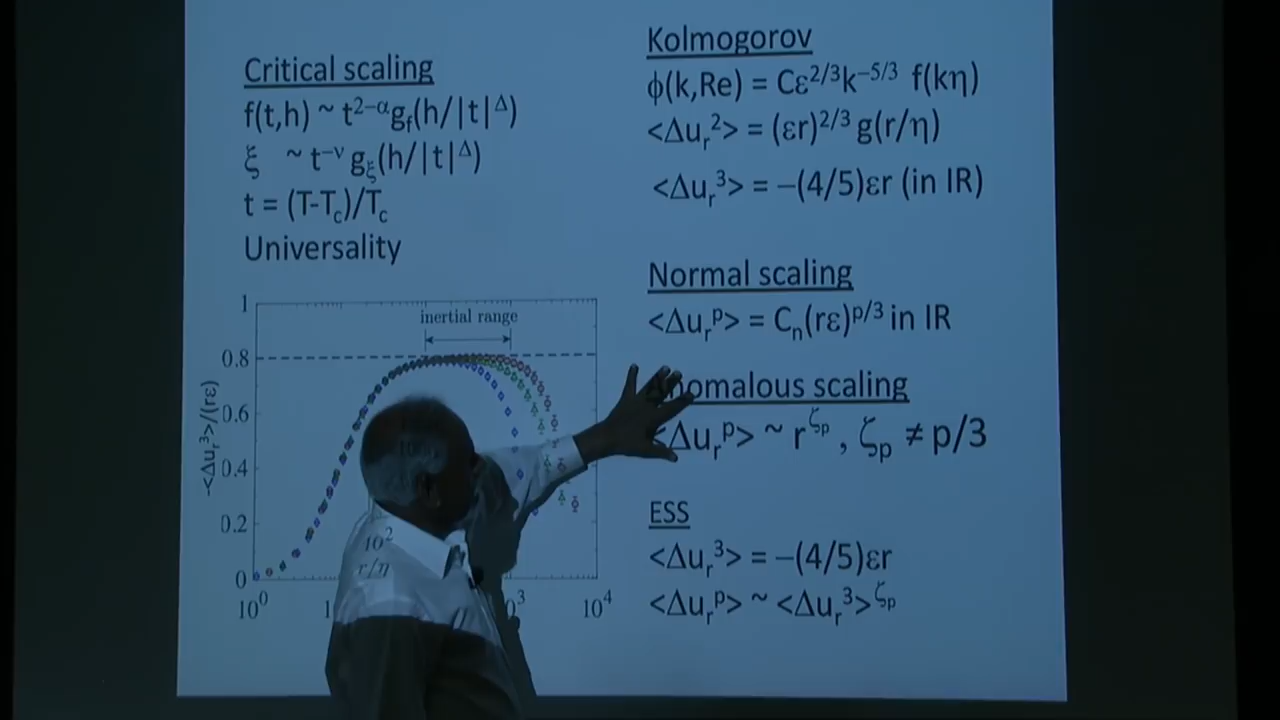 Critical scaling
f(t,h) ~ t^{2−α}g_f(h/|t|^Δ)
ξ ~ t^{−ν} g_ξ(h/|t|^Δ)
t = (T-T_c)/T_c
Universality
1
inertial range
0.8
0.6
0.4
0.2
0
-<Δu_r^3>/(rε)
10^0
10^2
10^4
r/η
Kolmogorov
ϕ(k,Re) = Cε^{2/3}k^{−5/3} f(kη)
<Δu_r^2> = (εr)^{2/3} g(r/η)
<Δu_r^3> = −(4/5)εr (in IR)
Normal scaling
<Δu_r^p> = C_n(rε)^{p/3} in IR
Anomalous scaling
<Δu_r^p> ~ r^{ζ_p} , ζ_p ≠ p/3
ESS
<Δu_r^3> = −(4/5)εr
<Δu_r^p> ~ <Δu_r^3>^{ζ_p}